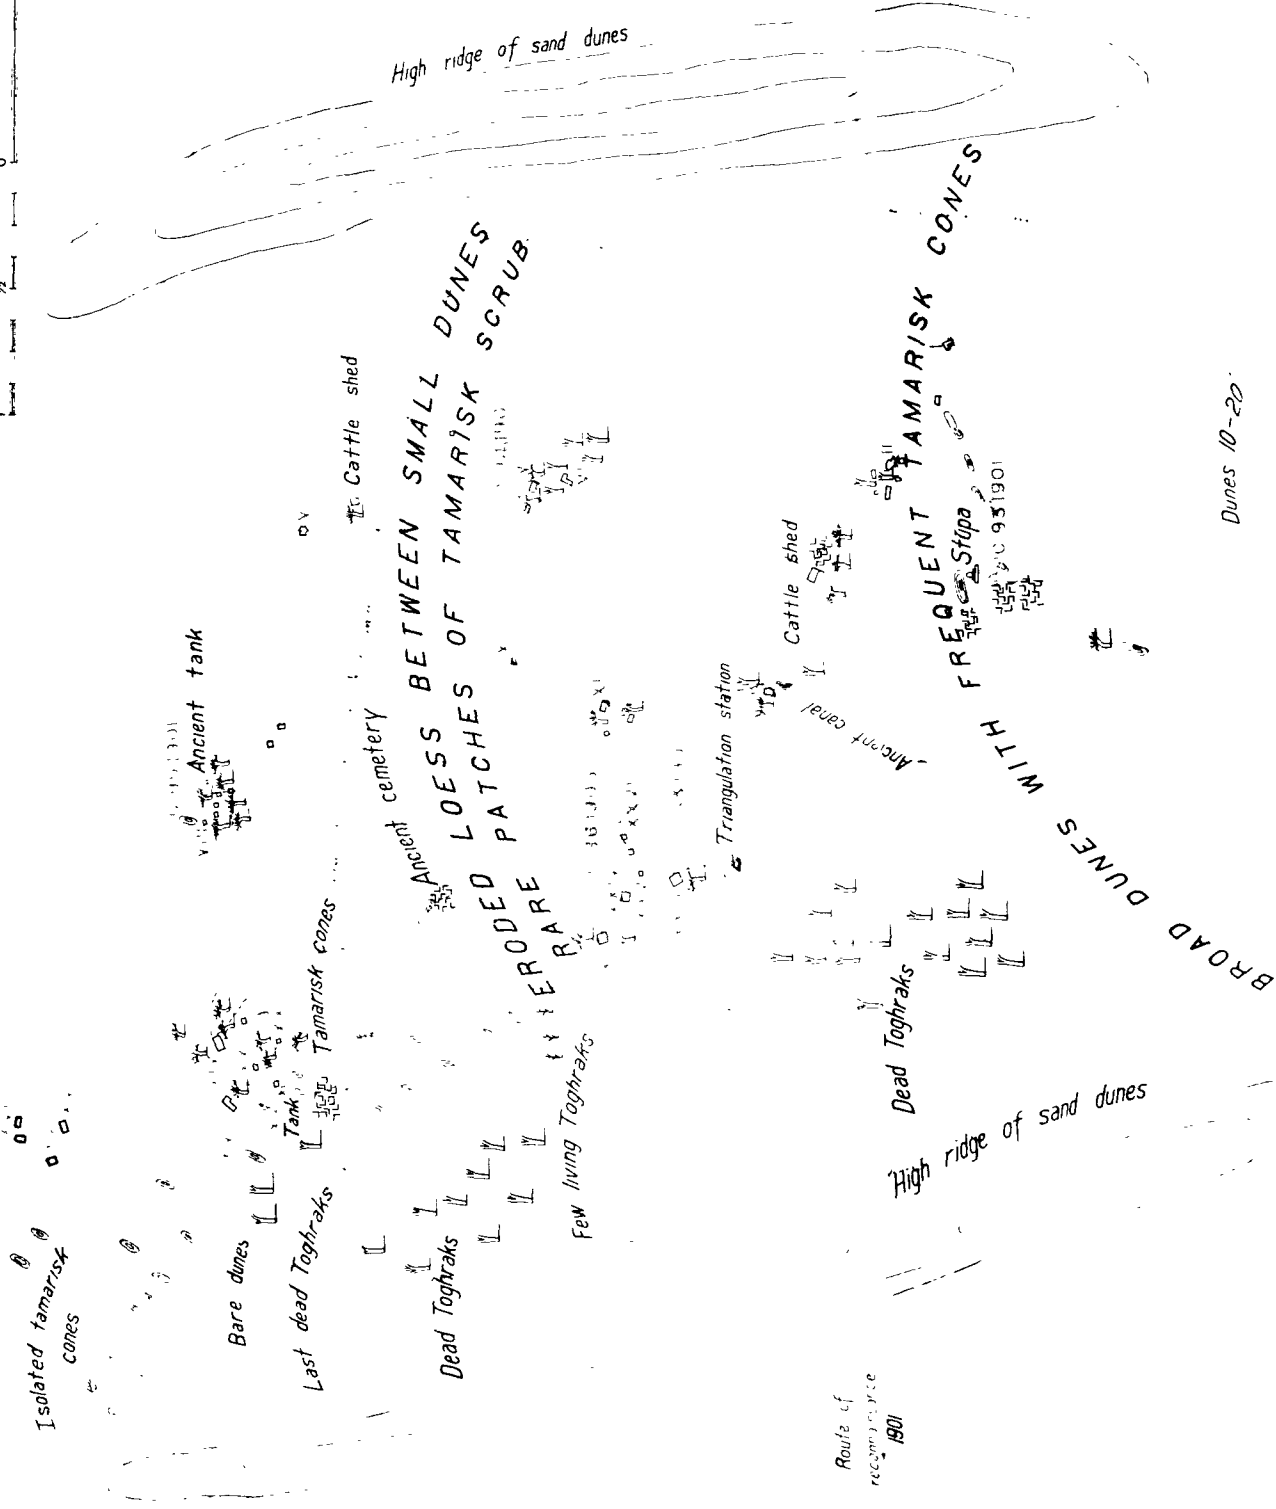 High ridge of sand dunes
Cattle shed
ERODED LOESS BETWEEN SMALL DUNES
RARE PATCHES OF TAMARISK SCRUB
Ancient tank
Ancient cemetery
Tamarisk cones
Tank
Isolated tamarisk
cones
Bare dunes
Last dead Toghraks
Dead Toghraks
Few living Toghraks
Triangulation station
Cattle shed
Ancient canal
Stūpa
1901
BROAD DUNES WITH FREQUENT TAMARISK CONES
Dunes 10-20'
Dead Toghraks
High ridge of sand dunes
Route of
reconnaissance
1901